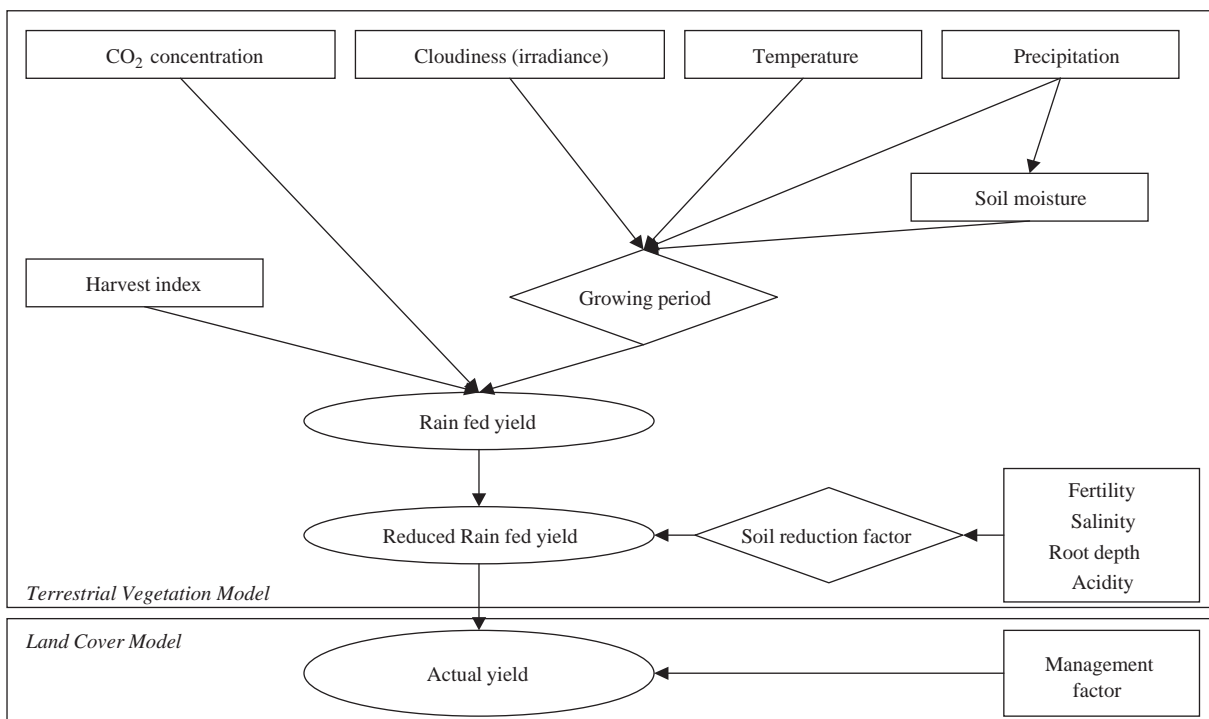 CO₂ concentration
Cloudiness (irradiance)
Temperature
Precipitation
Soil moisture
Harvest index
Growing period
Rain fed yield
Fertility
Salinity
Root depth
Acidity
Reduced Rain fed yield
Soil reduction factor
Terrestrial Vegetation Model
Land Cover Model
Actual yield
Management
factor